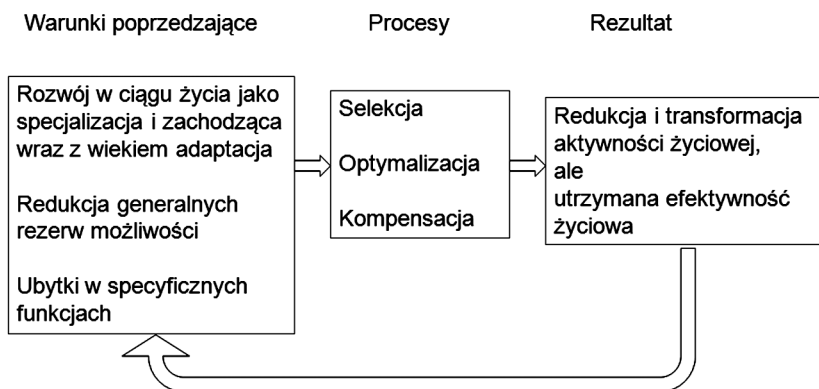 Warunki poprzedzające
Procesy
Rezultat
Rozwój w ciągu życia jako
specjalizacja i zachodząca
wraz z wiekiem adaptacja
Redukcja generalnych
rezerw możliwości
Ubytki w specyficznych
funkcjach
Selekcja
Optymalizacja
Kompensacja
Redukcja i transformacja
aktywności życiowej,
ale
utrzymana efektywność
życiowa